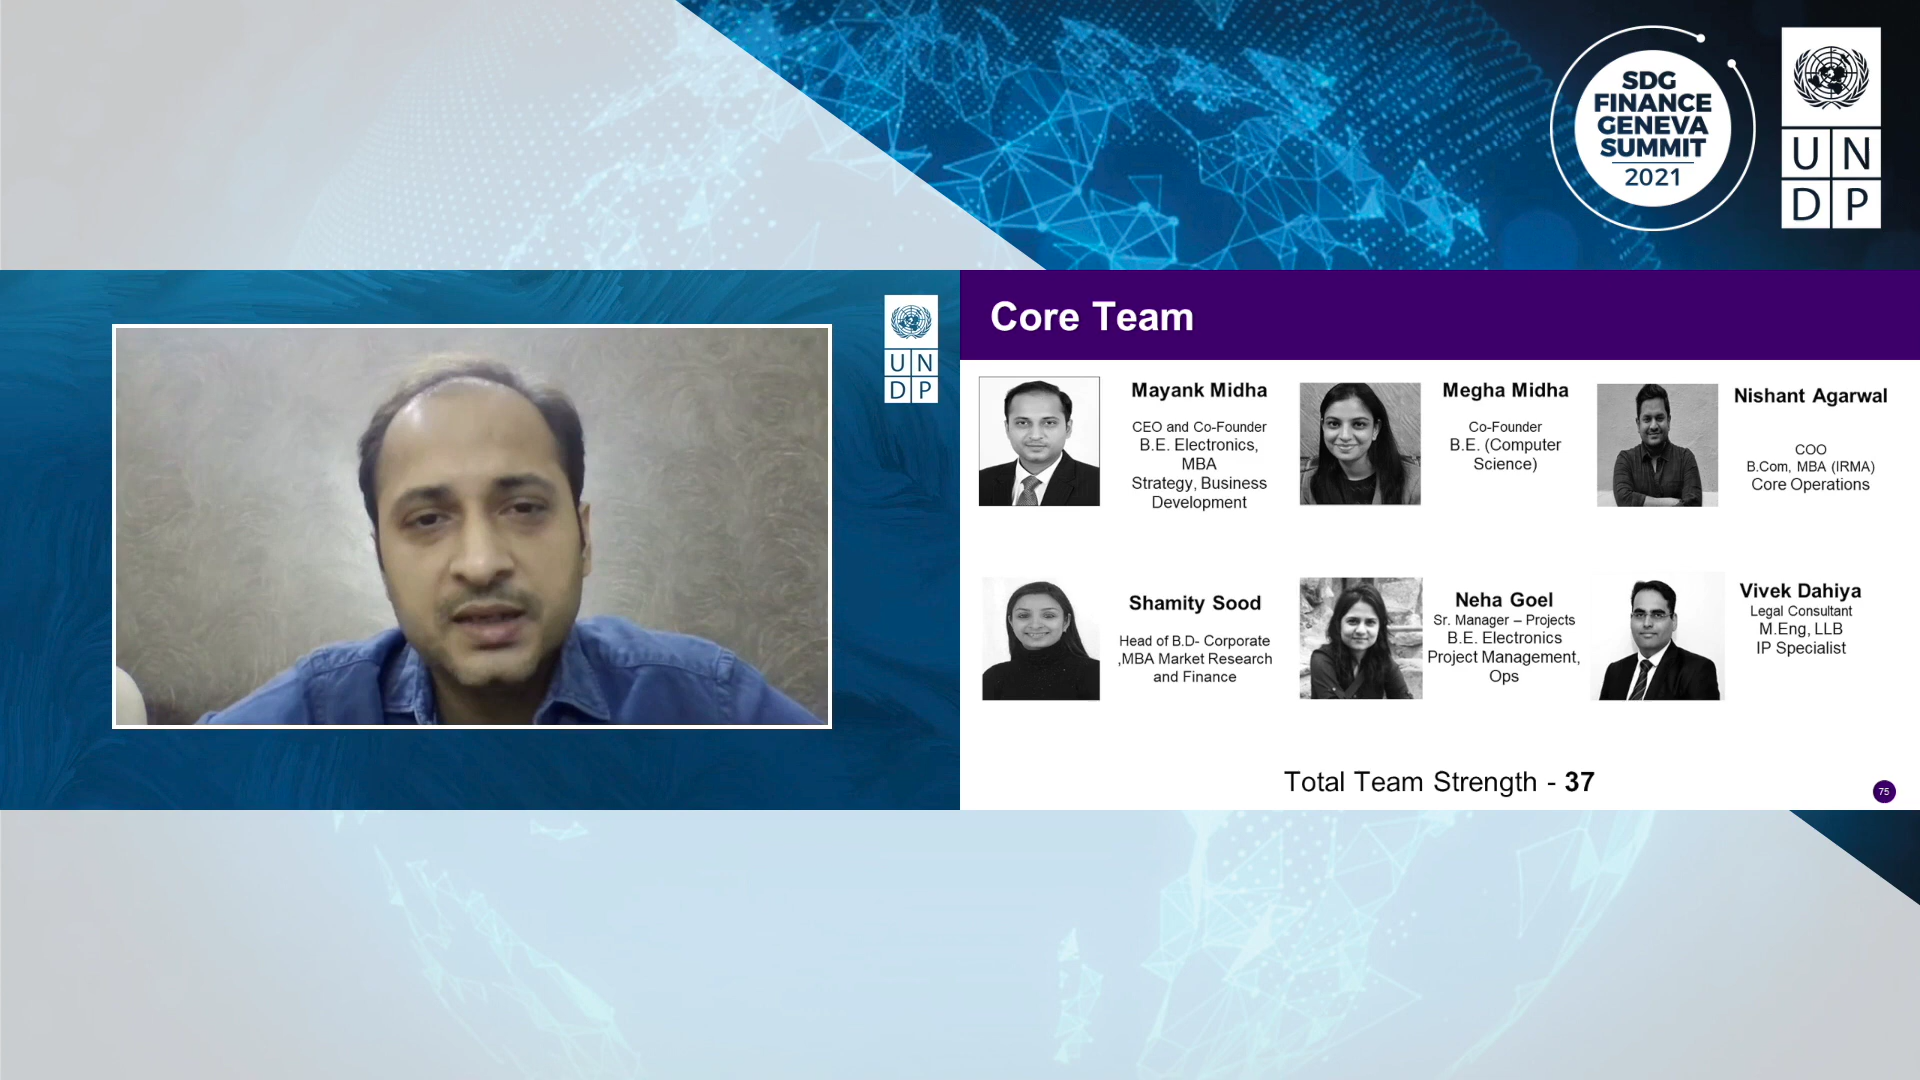 SDG
FINANCE
GENEVA
SUMMIT
2021
U N
D P
U N
D P
Core Team
Mayank Midha
CEO and Co-Founder
B.E. Electronics,
MBA
Strategy, Business
Development
Megha Midha
Co-Founder
B.E. (Computer
Science)
Nishant Agarwal
COO
B.Com, MBA (IRMA)
Core Operations
Shamity Sood
Head of B.D- Corporate
,MBA Market Research
and Finance
Neha Goel
Sr. Manager – Projects
B.E. Electronics
Project Management,
Ops
Vivek Dahiya
Legal Consultant
M.Eng, LLB
IP Specialist
Total Team Strength - 37
75